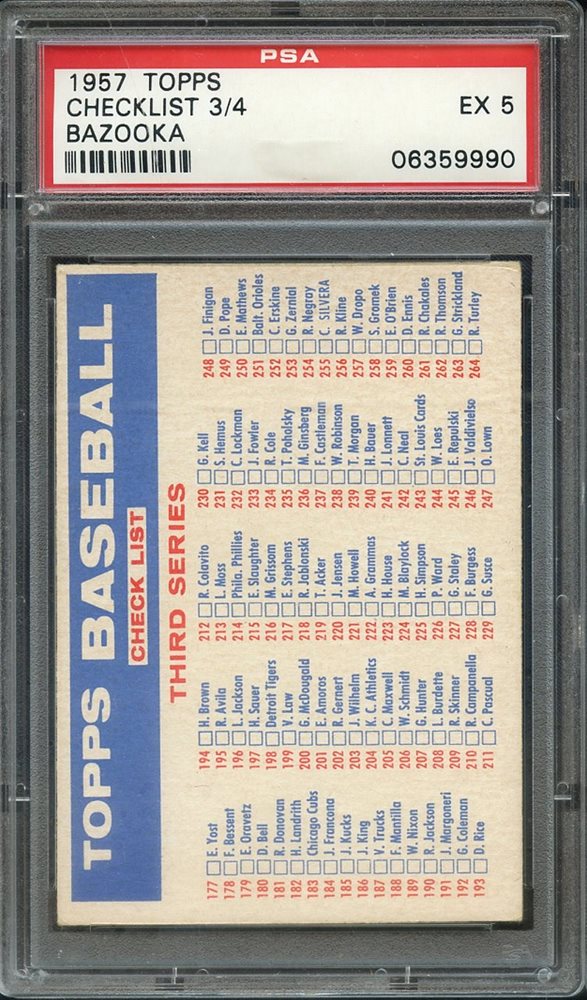 PSA
1957 TOPPS
CHECKLIST 3/4
BAZOOKA
EX 5
06359990
TOPPS BASEBALL
CHECK LIST
THIRD SERIES
177 E. Yost
178 F. Bessent
179 E. Oravetz
180 D. Bell
181 R. Donovan
182 H. Landrith
183 Chicago Cubs
184 J. Francona
185 J. Kucks
186 J. King
187 V. Trucks
188 F. Mantilla
189 W. Nixon
190 R. Jackson
191 J. Margoneri
192 G. Coleman
193 D. Rice
194 H. Brown
195 R. Avila
196 L. Jackson
197 H. Sauer
198 Detroit Tigers
199 V. Law
200 G. McDougald
201 E. Amoros
202 R. Gernert
203 J. Wilhelm
204 K. C. Athletics
205 C. Maxwell
206 W. Schmidt
207 G. Hunter
208 L. Burdette
209 R. Skinner
210 R. Campanella
211 C. Pascual
212 R. Colavito
213 L. Moss
214 Phila. Phillies
215 E. Slaughter
216 M. Grissom
217 E. Stephens
218 R. Jablonski
219 T. Acker
220 J. Jensen
221 M. Howell
222 A. Grammas
223 H. House
224 M. Blaylock
225 H. Simpson
226 P. Ward
227 G. Staley
228 F. Burgess
229 G. Susce
230 G. Kell
231 S. Hemus
232 C. Lockman
233 J. Fowler
234 R. Cole
235 T. Poholsky
236 M. Ginsberg
237 F. Castleman
238 W. Robinson
239 T. Morgan
240 H. Bauer
241 J. Lonnett
242 C. Neal
243 St. Louis Cards
244 W. Loes
245 E. Repulski
246 J. Valdivielso
247 O. Lown
248 J. Finigan
249 D. Pope
250 E. Mathews
251 Balt. Orioles
252 C. Erskine
253 G. Zernial
254 R. Negray
255 C. SILVERA
256 R. Kline
257 W. Dropo
258 S. Gromek
259 E. O'Brien
260 D. Ennis
261 R. Chakales
262 R. Thomson
263 G. Strickland
264 R. Turley